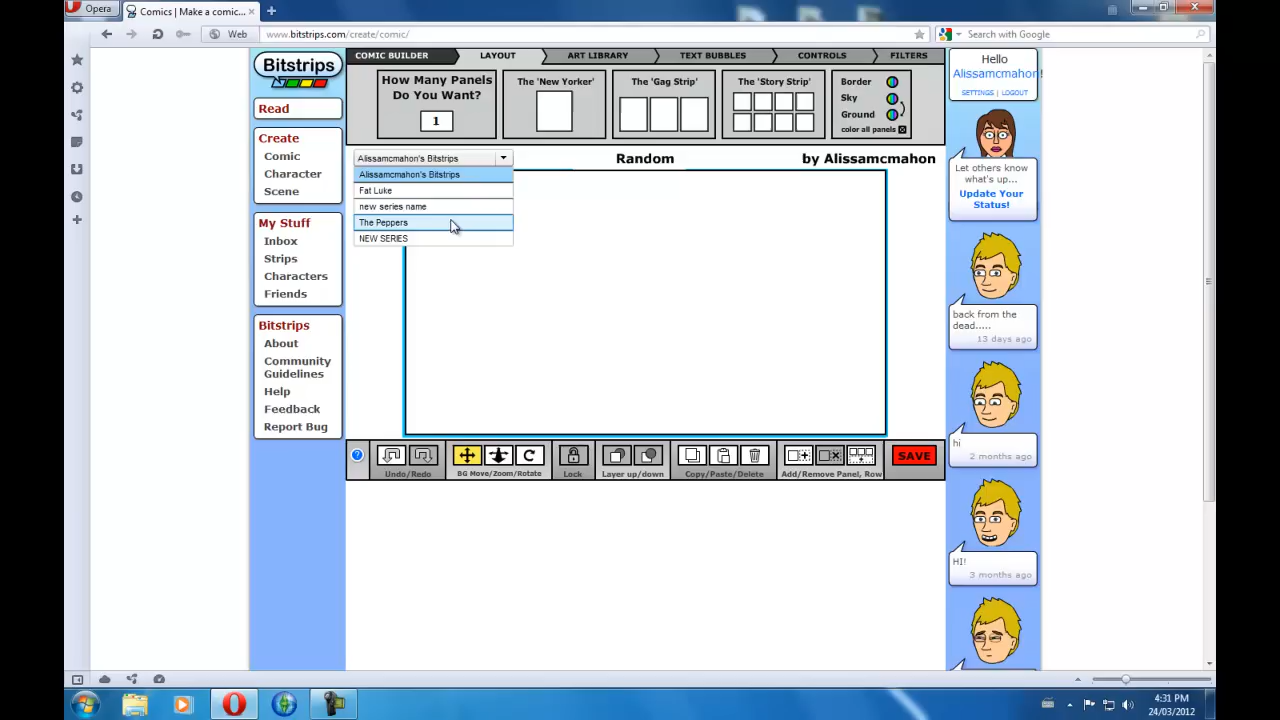 Opera
Comics | Make a comic...
Web
www.bitstrips.com/create/comic/
Search with Google
Bitstrips
Read
Create
Comic
Character
Scene
My Stuff
Inbox
Strips
Characters
Friends
Bitstrips
About
Community
Guidelines
Help
Feedback
Report Bug
COMIC BUILDER
LAYOUT
ART LIBRARY
TEXT BUBBLES
CONTROLS
FILTERS
How Many Panels
Do You Want?
1
The 'New Yorker'
The 'Gag Strip'
The 'Story Strip'
Border
Sky
Ground
color all panels
Alissamcmahon's Bitstrips
Random
by Alissamcmahon
Alissamcmahon's Bitstrips
Fat Luke
new series name
The Peppers
NEW SERIES
?
Undo/Redo
BG Move/Zoom/Rotate
Lock
Layer up/down
Copy/Paste/Delete
Add/Remove Panel, Row
SAVE
Hello
Alissamcmahon!
SETTINGS | LOGOUT
Let others know
what's up...
Update Your
Status!
back from the
dead.....
13 days ago
hi
2 months ago
HI!
3 months ago
4:31 PM
24/03/2012